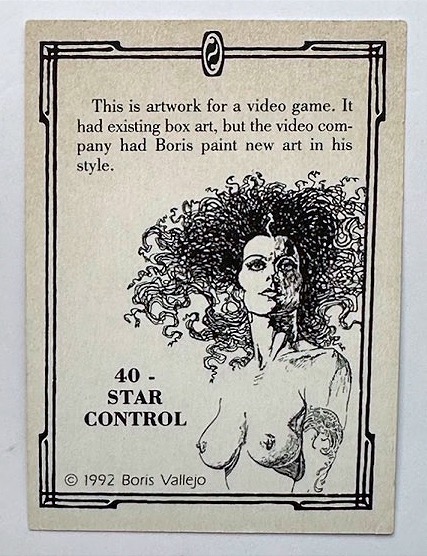 This is artwork for a video game. It
had existing box art, but the video com-
pany had Boris paint new art in his
style.
40 -
STAR
CONTROL
© 1992 Boris Vallejo